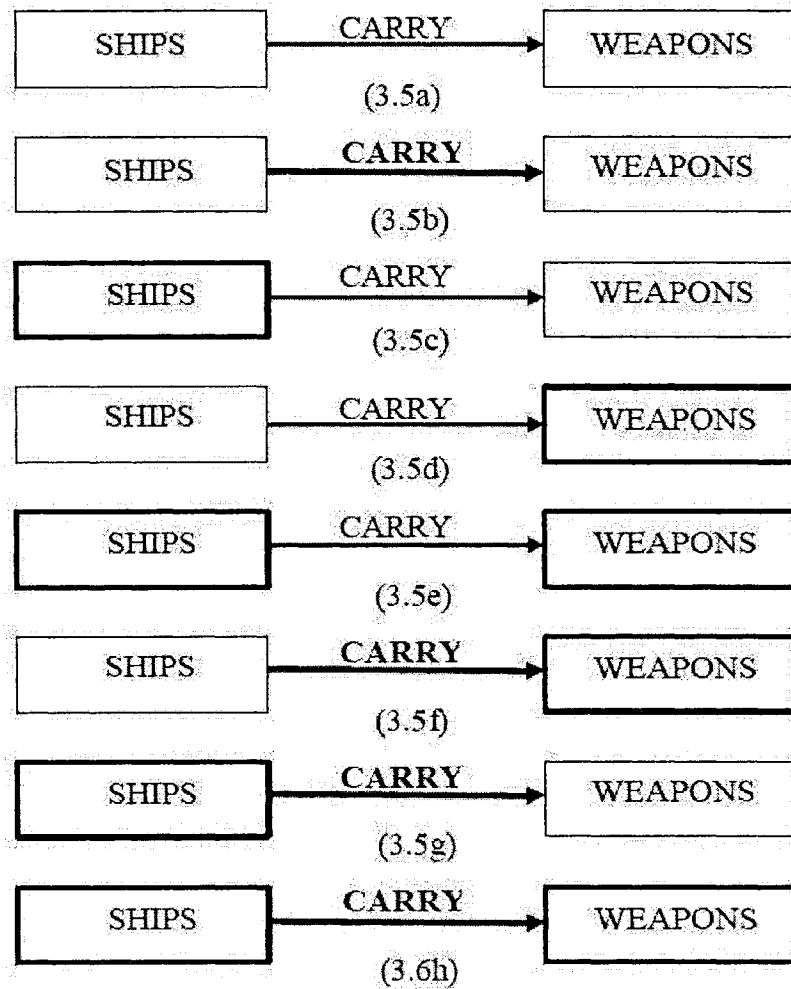 SHIPS CARRY WEAPONS
(3.5a)
SHIPS CARRY WEAPONS
(3.5b)
SHIPS CARRY WEAPONS
(3.5c)
SHIPS CARRY WEAPONS
(3.5d)
SHIPS CARRY WEAPONS
(3.5e)
SHIPS CARRY WEAPONS
(3.5f)
SHIPS CARRY WEAPONS
(3.5g)
SHIPS CARRY WEAPONS
(3.6h)